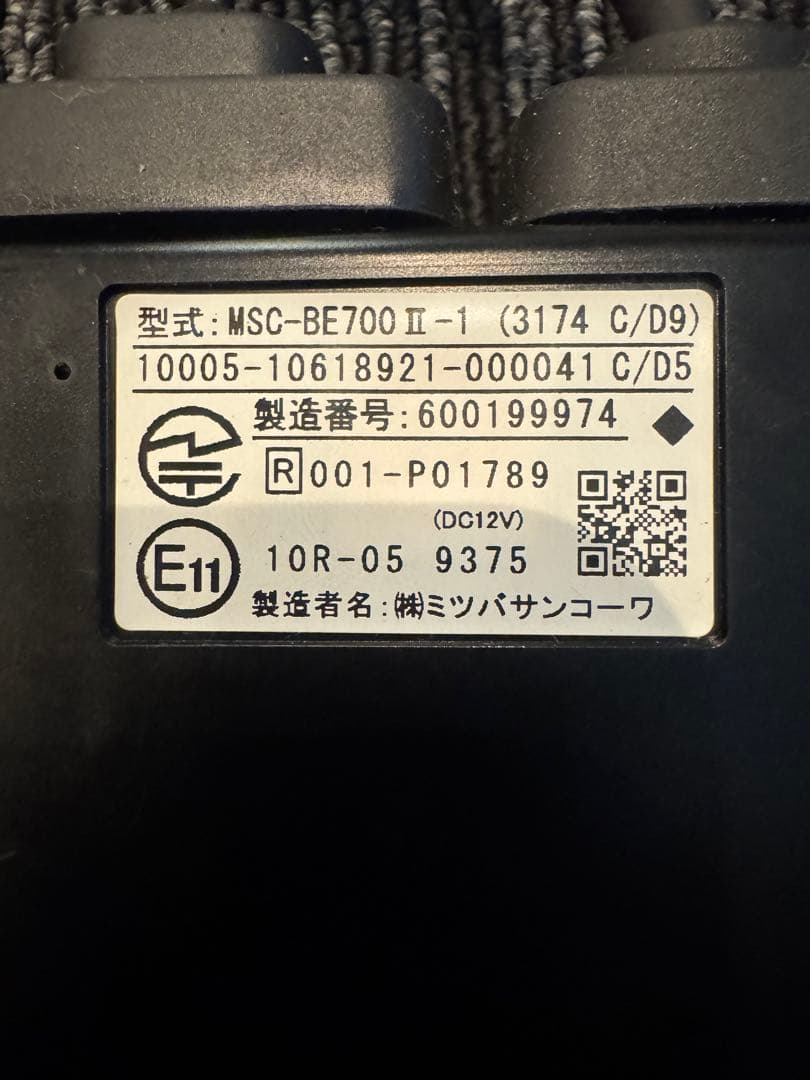 型式:MSC-BE700Ⅱ-1 (3174 C/D9)
10005-10618921-000041 C/D5
製造番号:600199974
R 001-P01789
(DC12V)
E11 10R-05 9375
製造者名:㈱ミツバサンコーワ